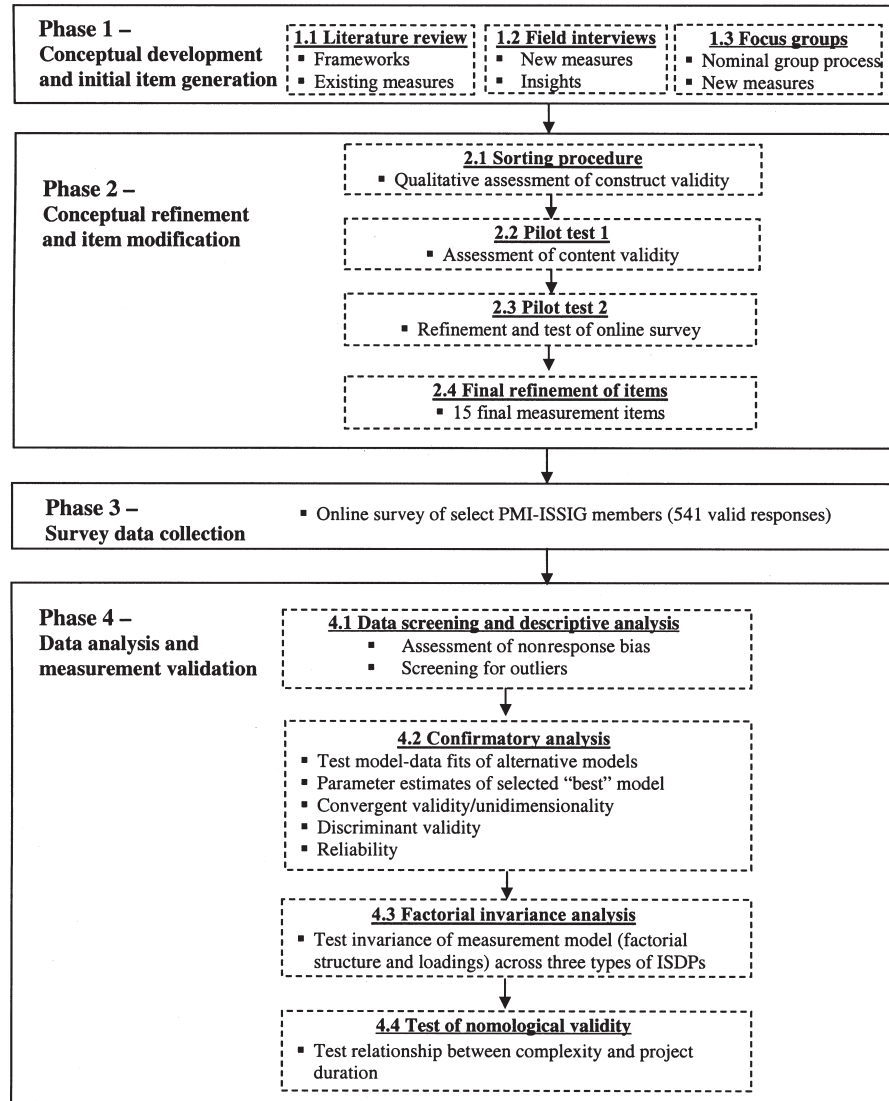 Phase 1 –
Conceptual development
and initial item generation
1.1 Literature review
▪ Frameworks
▪ Existing measures
1.2 Field interviews
▪ New measures
▪ Insights
1.3 Focus groups
▪ Nominal group process
▪ New measures
Phase 2 –
Conceptual refinement
and item modification
2.1 Sorting procedure
▪ Qualitative assessment of construct validity
2.2 Pilot test 1
▪ Assessment of content validity
2.3 Pilot test 2
▪ Refinement and test of online survey
2.4 Final refinement of items
▪ 15 final measurement items
Phase 3 –
Survey data collection
▪ Online survey of select PMI-ISSIG members (541 valid responses)
Phase 4 –
Data analysis and
measurement validation
4.1 Data screening and descriptive analysis
▪ Assessment of nonresponse bias
▪ Screening for outliers
4.2 Confirmatory analysis
▪ Test model-data fits of alternative models
▪ Parameter estimates of selected “best” model
▪ Convergent validity/unidimensionality
▪ Discriminant validity
▪ Reliability
4.3 Factorial invariance analysis
▪ Test invariance of measurement model (factorial
structure and loadings) across three types of ISDPs
4.4 Test of nomological validity
▪ Test relationship between complexity and project
duration